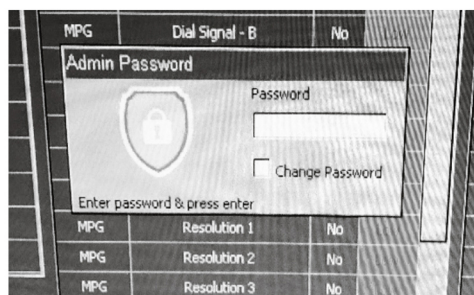 MPG Dial Signal - B No
Admin Password
Password
Change Password
Enter password & press enter
MPG Resolution 1 No
MPG Resolution 2 No
MPG Resolution 3 No